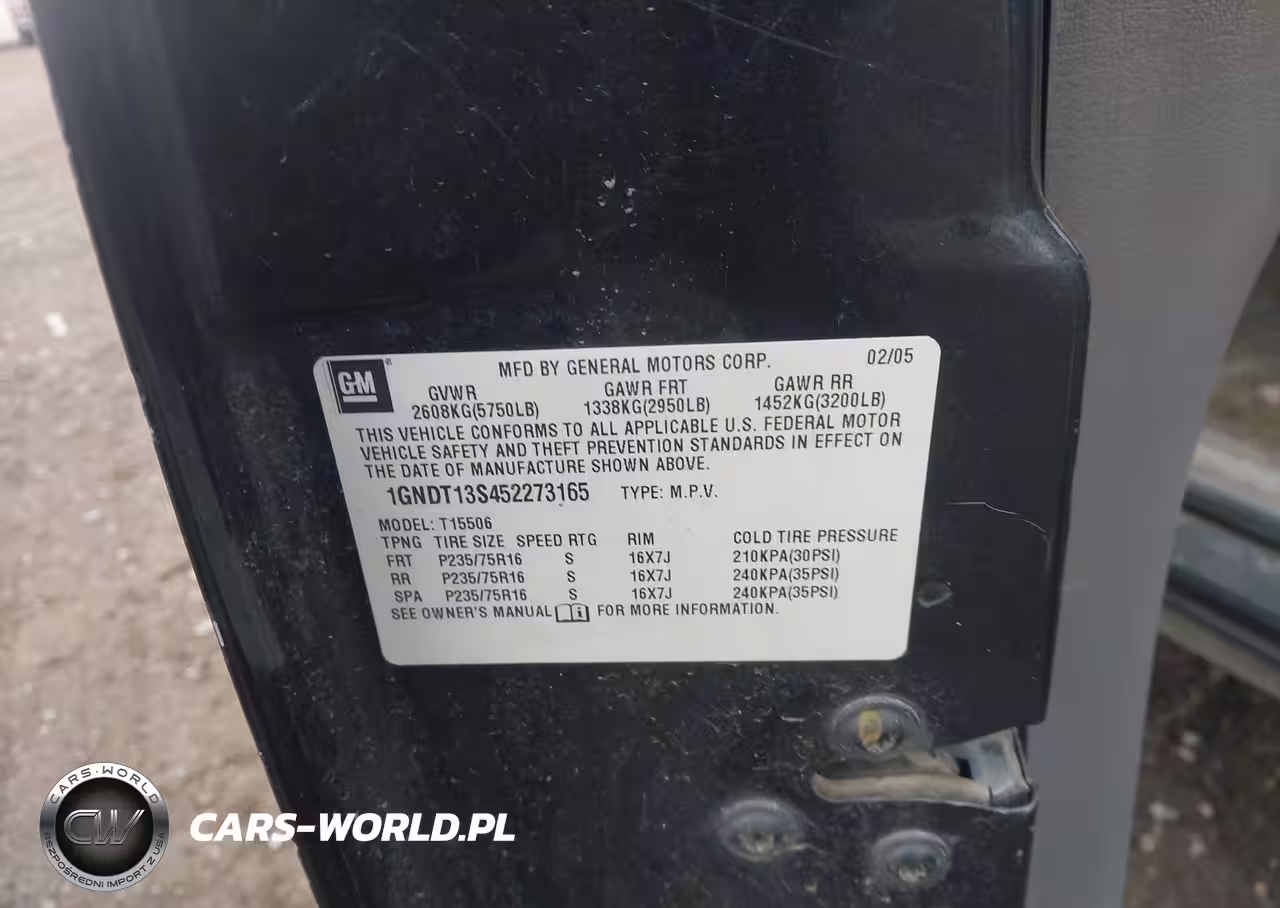 GM ®
MFD BY GENERAL MOTORS CORP. 02/05
GVWR GAWR FRT GAWR RR
2608KG(5750LB) 1338KG(2950LB) 1452KG(3200LB)
THIS VEHICLE CONFORMS TO ALL APPLICABLE U.S. FEDERAL MOTOR
VEHICLE SAFETY AND THEFT PREVENTION STANDARDS IN EFFECT ON
THE DATE OF MANUFACTURE SHOWN ABOVE.
1GNDT13S452273165 TYPE: M.P.V.
MODEL: T15506
TPNG TIRE SIZE SPEED RTG RIM COLD TIRE PRESSURE
FRT P235/75R16 S 16X7J 210KPA(30PSI)
RR P235/75R16 S 16X7J 240KPA(35PSI)
SPA P235/75R16 S 16X7J 240KPA(35PSI)
SEE OWNER'S MANUAL i FOR MORE INFORMATION.
CARS-WORLD
CW
BEZPOŚREDNI IMPORT Z USA
CARS-WORLD.PL